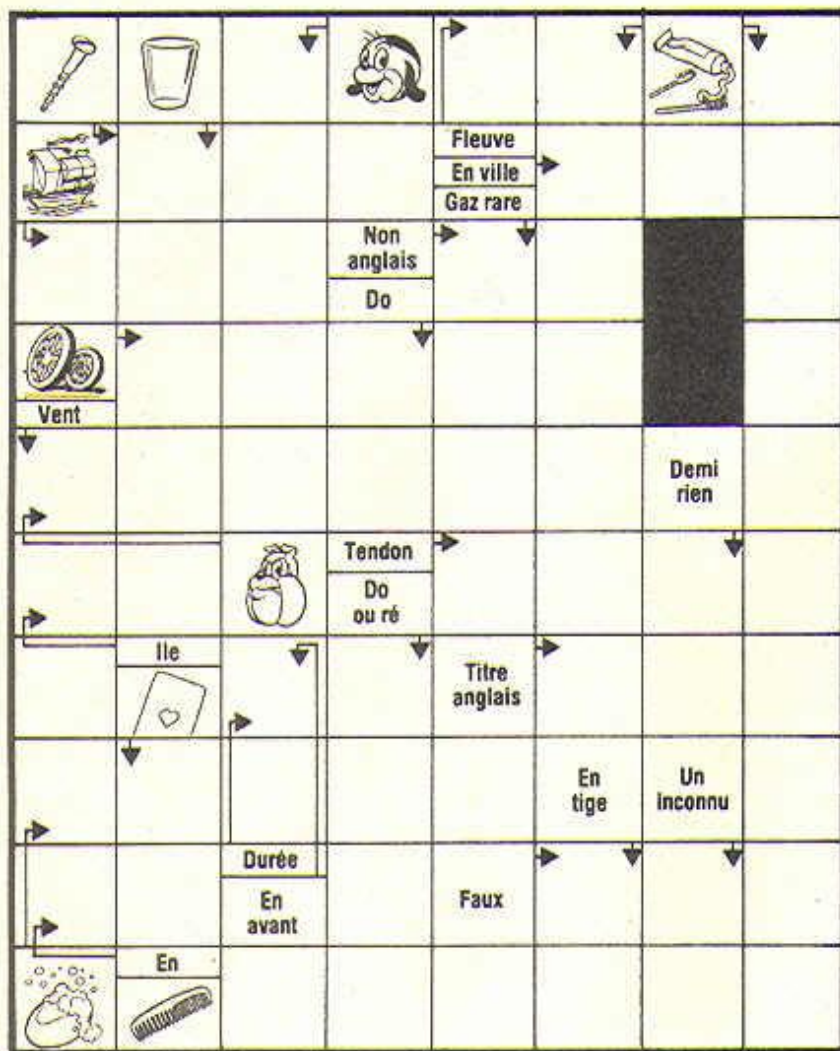 Fleuve
En ville
Gaz rare
Non
anglais
Do
Vent
Demi
rien
Tendon
Do
ou ré
Ile
Titre
anglais
En
tige
Un
inconnu
Durée
En
avant
Faux
En